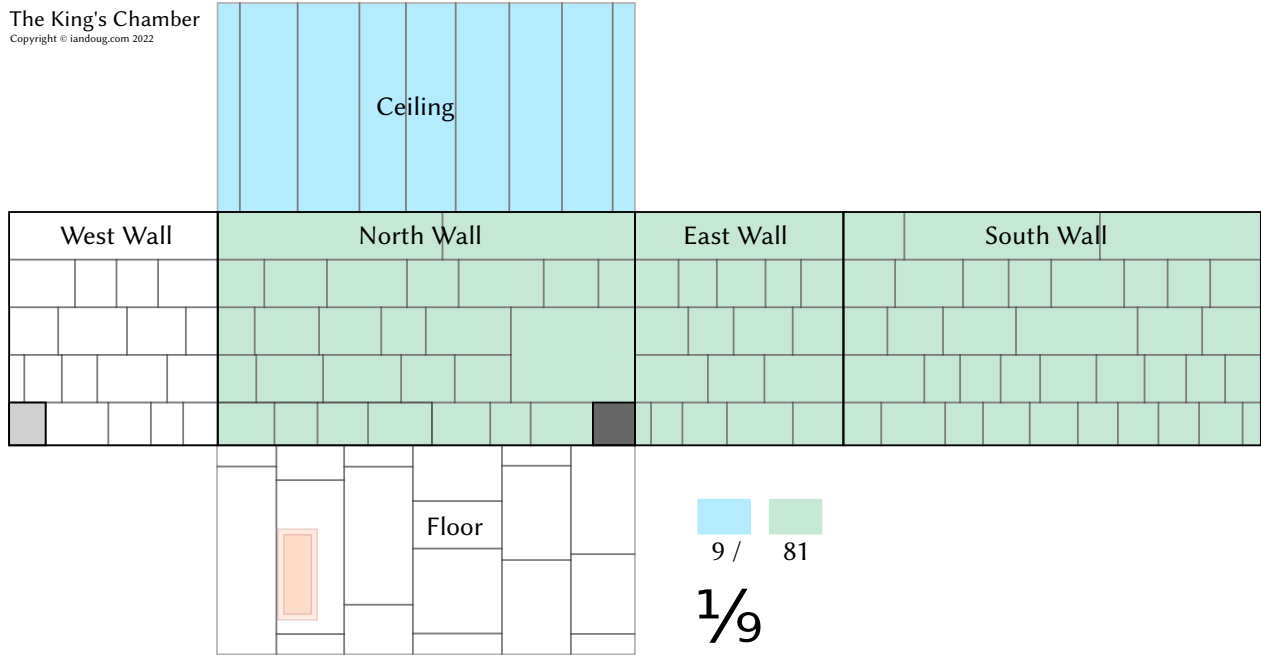 The King's Chamber
Copyright © iandoug.com 2022
Ceiling
West Wall
North Wall
East Wall
South Wall
Floor
9 / 81
⅑